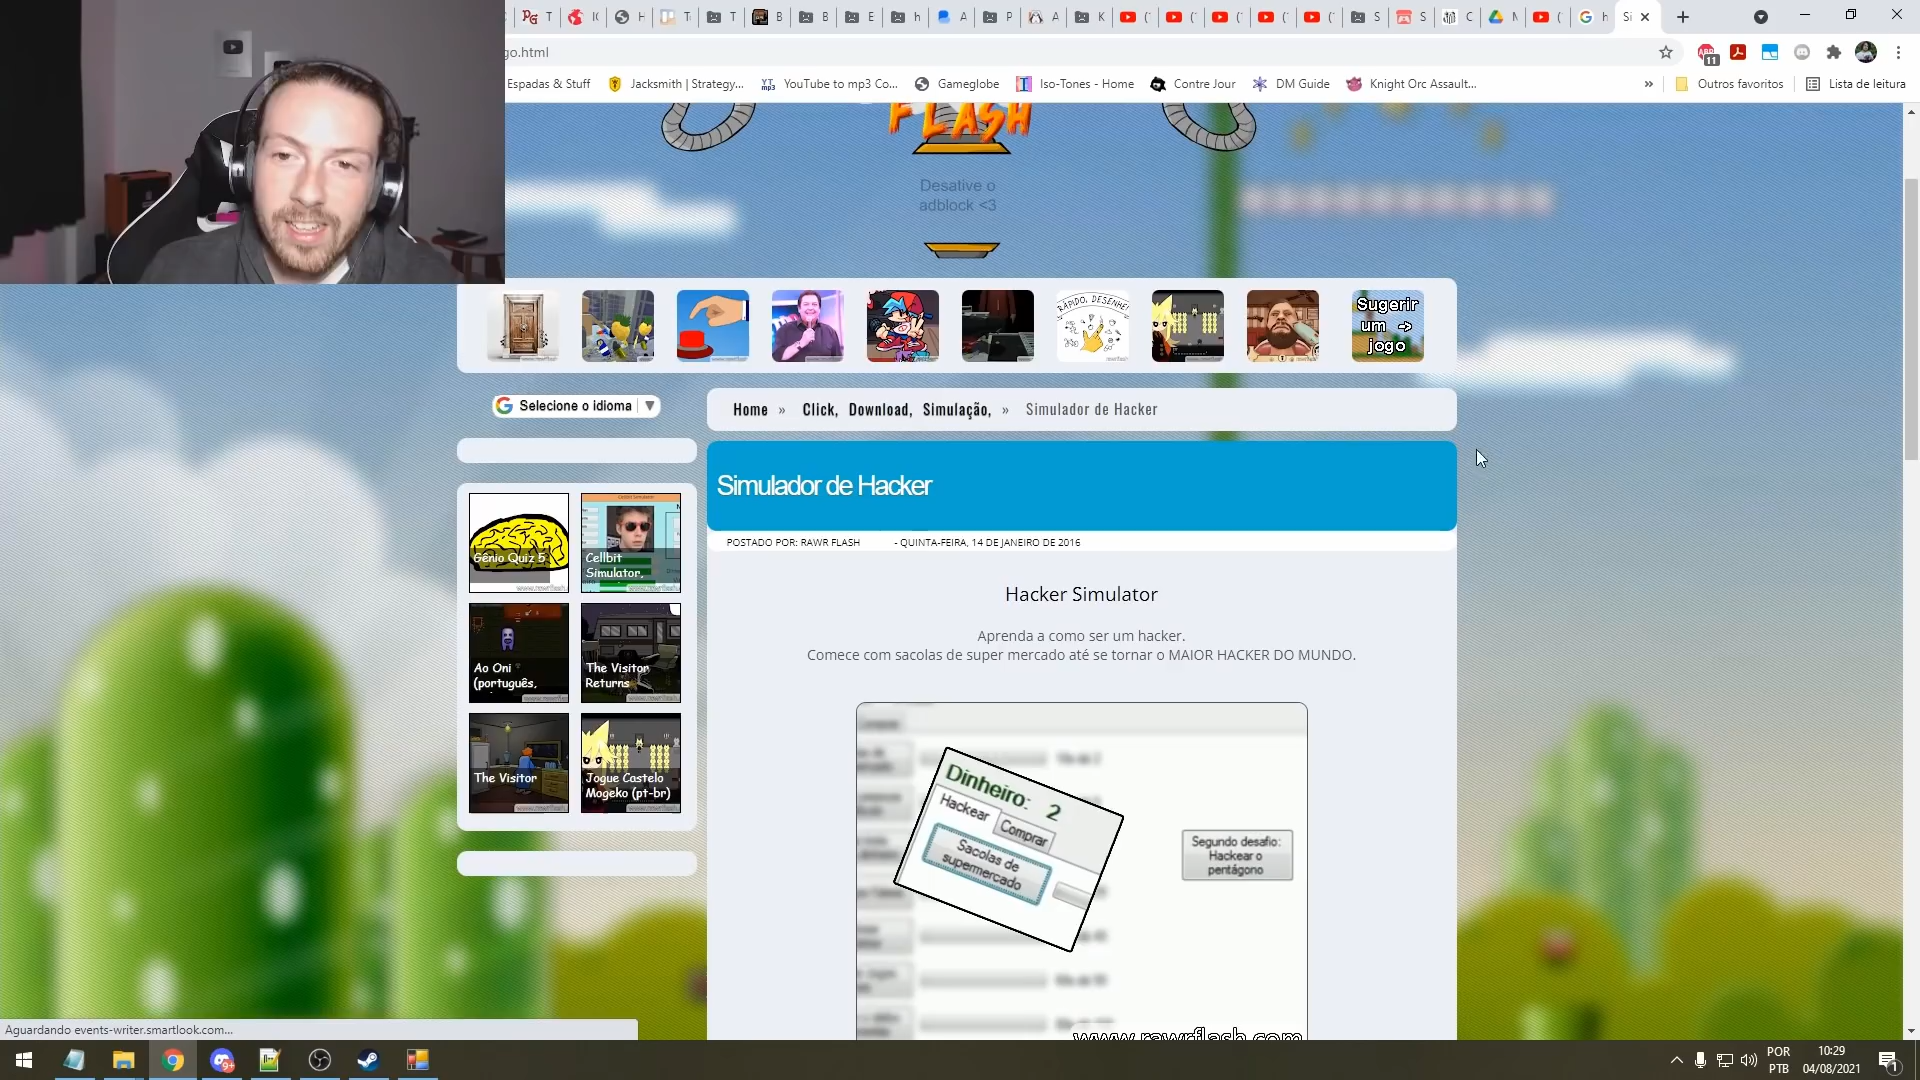 go.html
11
Espadas & Stuff
Jacksmith | Strategy...
YouTube to mp3 Co...
Gameglobe
Iso-Tones - Home
Contre Jour
DM Guide
Knight Orc Assault...
»
Outros favoritos
Lista de leitura
FLASH
Desative o
adblock <3
RÁPIDO, DESENHE!
Sugerir
um ->
jogo
Selecione o idioma
Home » Click, Download, Simulação, » Simulador de Hacker
Simulador de Hacker
POSTADO POR: RAWR FLASH - QUINTA-FEIRA, 14 DE JANEIRO DE 2016
Hacker Simulator
Aprenda a como ser um hacker.
Comece com sacolas de super mercado até se tornar o MAIOR HACKER DO MUNDO.
Gênio Quiz 5
Cellbit
Simulator,
Ao Oni
(português,
The Visitor
Returns
The Visitor
Jogue Castelo
Mogeko (pt-br)
Dinheiro: 2
Hackear
Comprar
Sacolas de
supermercado
Segundo desafio:
Hackear o
pentágono
www.rawrflash.com
Aguardando events-writer.smartlook.com...
9+
POR
PTB
10:29
04/08/2021
1